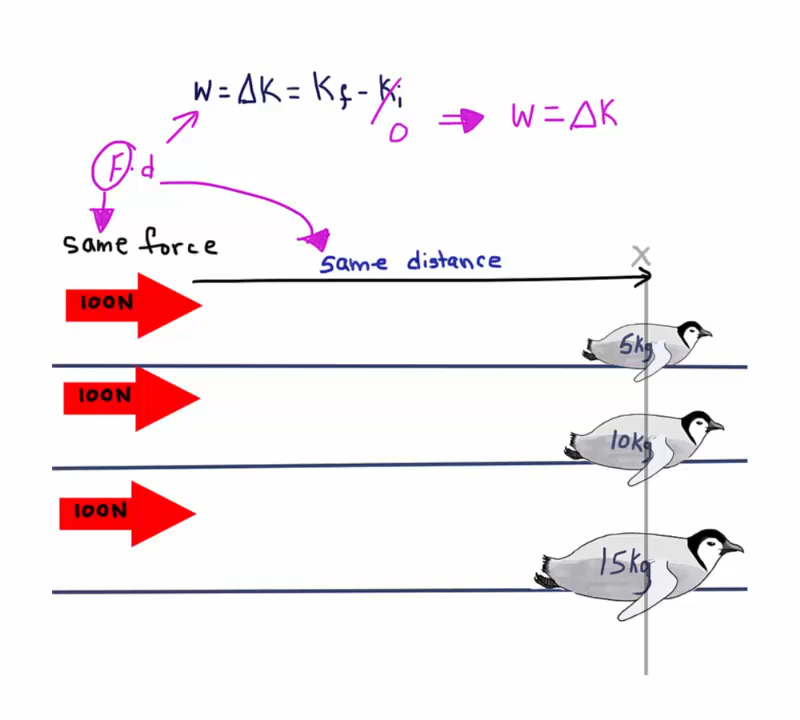 W = ΔK = Kf - Ki
0
⇒ W = ΔK
F. d
same force
same distance
X
100N
5Kg
100N
10Kg
100N
15Kg